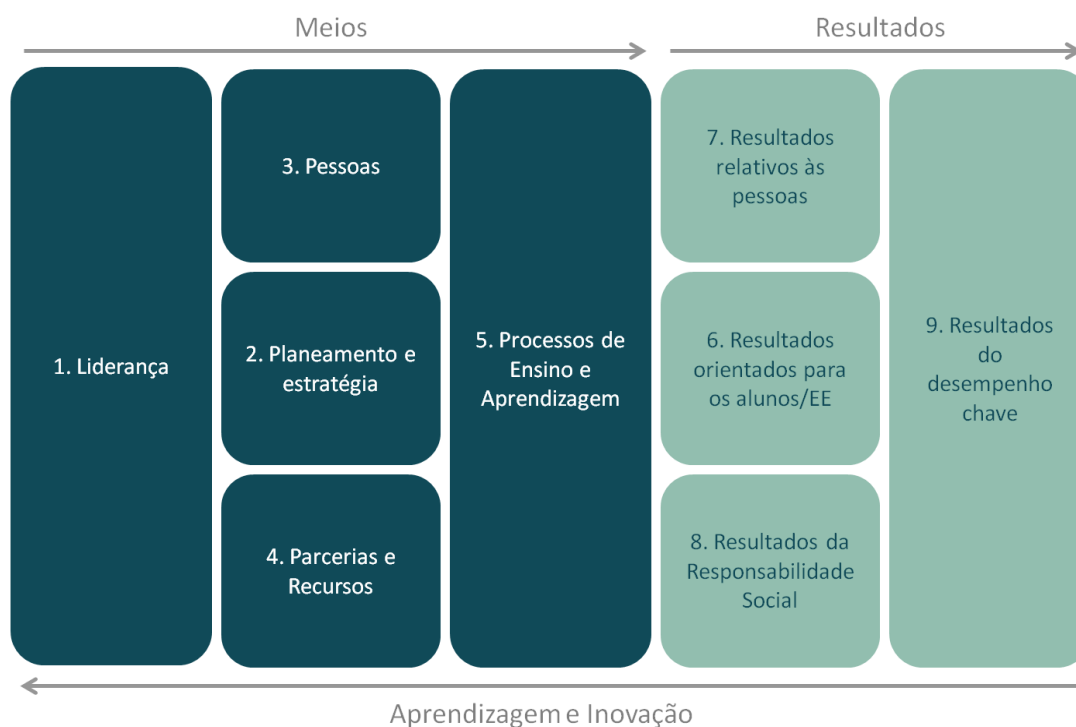 Meios
Resultados
1. Liderança
3. Pessoas
2. Planeamento e
estratégia
4. Parcerias e
Recursos
5. Processos de
Ensino e
Aprendizagem
7. Resultados
relativos às
pessoas
6. Resultados
orientados para
os alunos/EE
8. Resultados da
Responsabilidade
Social
9. Resultados
do
desempenho
chave
Aprendizagem e Inovação